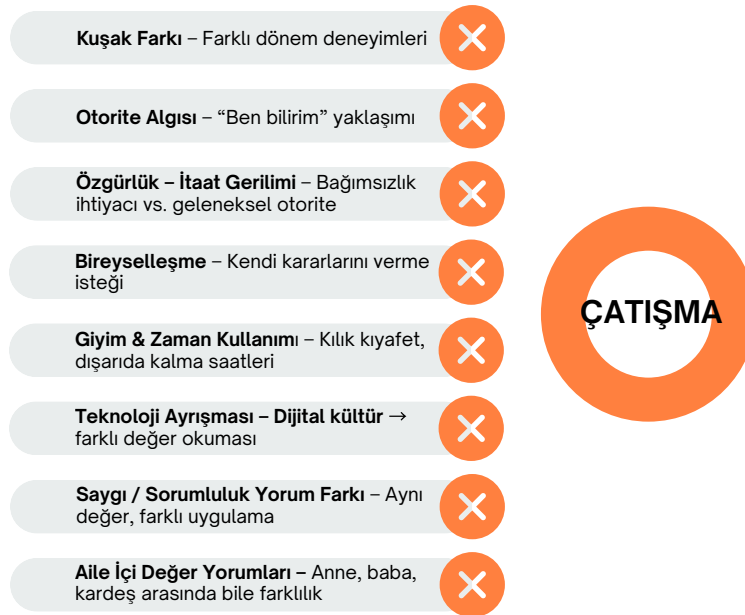 Kuşak Farkı – Farklı dönem deneyimleri
Otorite Algısı – “Ben bilirim” yaklaşımı
Özgürlük – İtaat Gerilimi – Bağımsızlık
ihtiyacı vs. geleneksel otorite
Bireyselleşme – Kendi kararlarını verme
isteği
Giyim & Zaman Kullanımı – Kılık kıyafet,
dışarıda kalma saatleri
Teknoloji Ayrışması – Dijital kültür →
farklı değer okuması
Saygı / Sorumluluk Yorum Farkı – Aynı
değer, farklı uygulama
Aile İçi Değer Yorumları – Anne, baba,
kardeş arasında bile farklılık
ÇATIŞMA